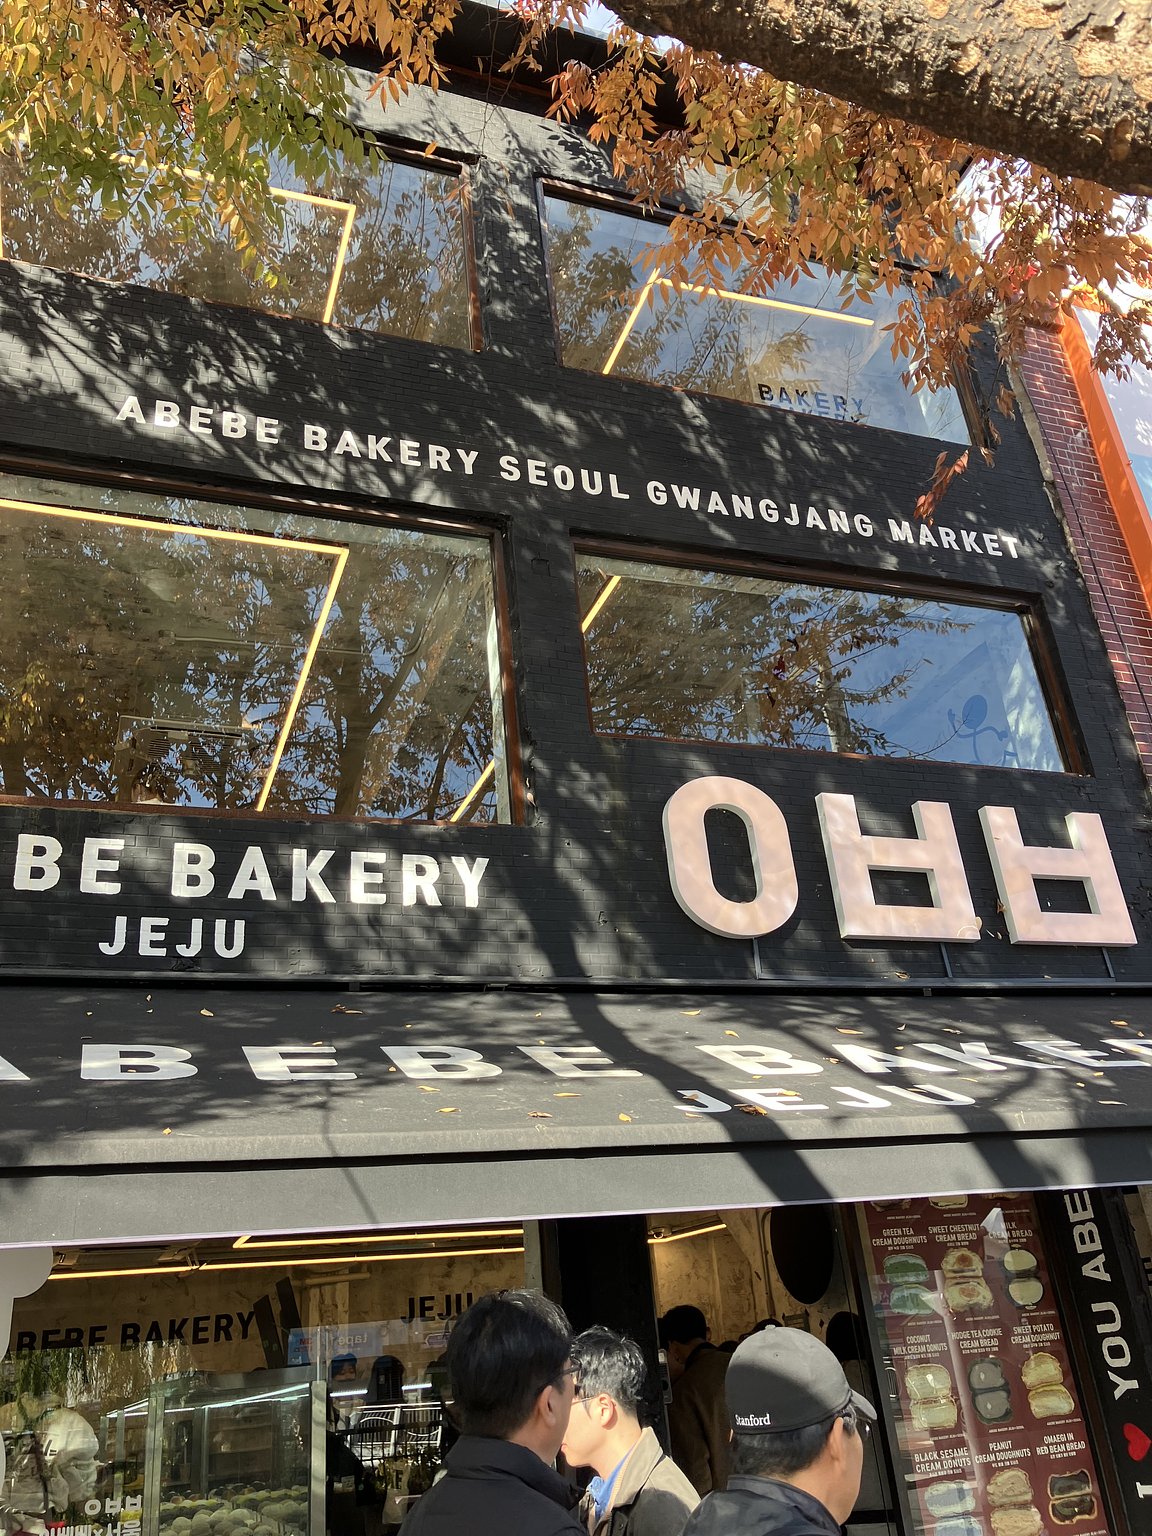 BAKERY
ABEBE BAKERY SEOUL GWANGJANG MARKET
BE BAKERY
JEJU
아베베
ABEBE BAKER
JEJU
BEBE BAKERY
JEJU
GREEN TEA
CREAM DOUGHNUTS
SWEET CHESTNUT
CREAM BREAD
MILK
CREAM BREAD
COCONUT
MILK CREAM DONUTS
HODGE TEA COOKIE
CREAM DONUTS
SWEET POTATO
CREAM DOUGHNUT
BLACK SESAME
CREAM DONUTS
PEANUT
CREAM DOUGHNUTS
OMAEGI IN
RED BEAN BREAD
I ♥ YOU ABE
Stanford